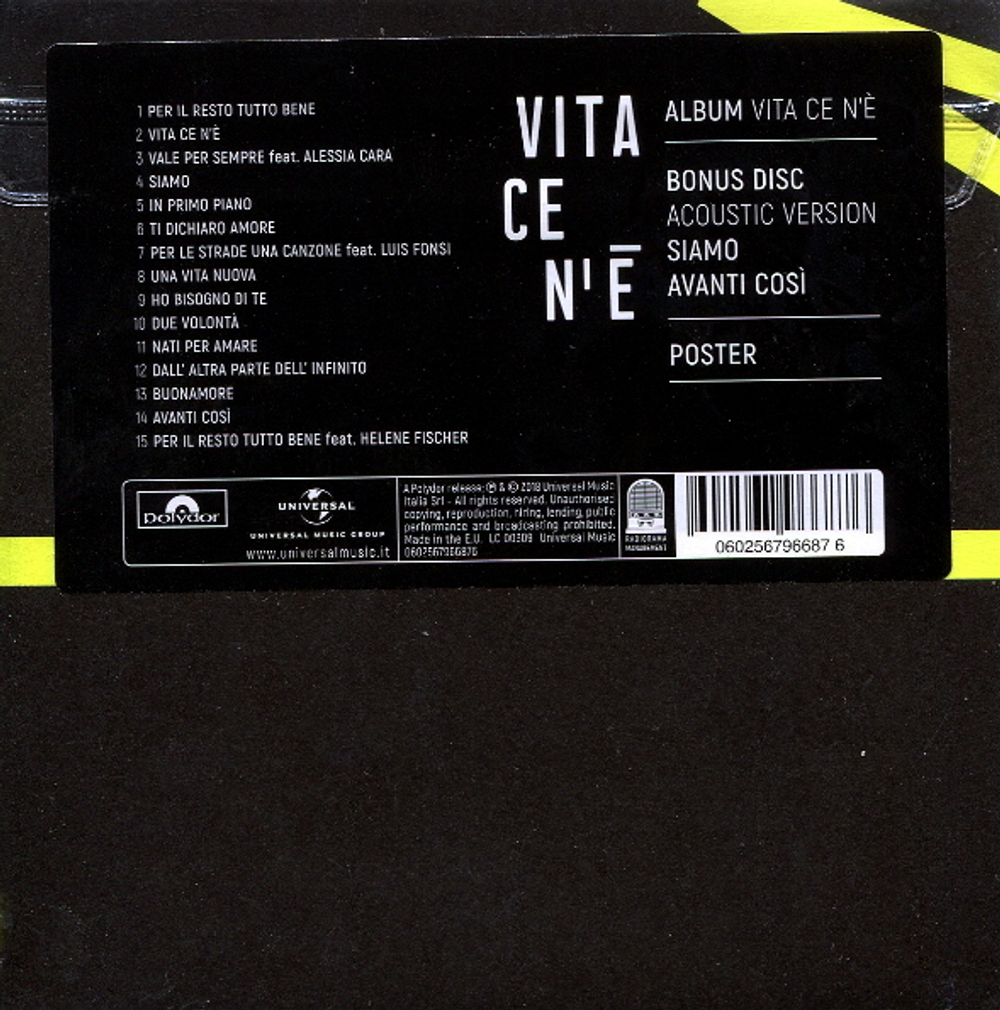 1 PER IL RESTO TUTTO BENE
2 VITA CE N'È
3 VALE PER SEMPRE feat. ALESSIA CARA
4 SIAMO
5 IN PRIMO PIANO
6 TI DICHIARO AMORE
7 PER LE STRADE UNA CANZONE feat. LUIS FONSI
8 UNA VITA NUOVA
9 HO BISOGNO DI TE
10 DUE VOLONTÀ
11 NATI PER AMARE
12 DALL' ALTRA PARTE DELL' INFINITO
13 BUONAMORE
14 AVANTI COSÌ
15 PER IL RESTO TUTTO BENE feat. HELENE FISCHER
VITA
CE
N'Ē
ALBUM VITA CE N'È
BONUS DISC
ACOUSTIC VERSION
SIAMO
AVANTI COSÌ
POSTER
polydor
UNIVERSAL
UNIVERSAL MUSIC GROUP
www.universalmusic.it
A Polydor release: ℗ & © 2018 Universal Music
Italia Srl - All rights reserved. Unauthorised
copying, reproduction, hiring, lending, public
performance and broadcasting prohibited.
Made in the E.U. LC 00309 Universal Music
0602567966876
RADIORAMA
MANAGEMENT
060256796687 6